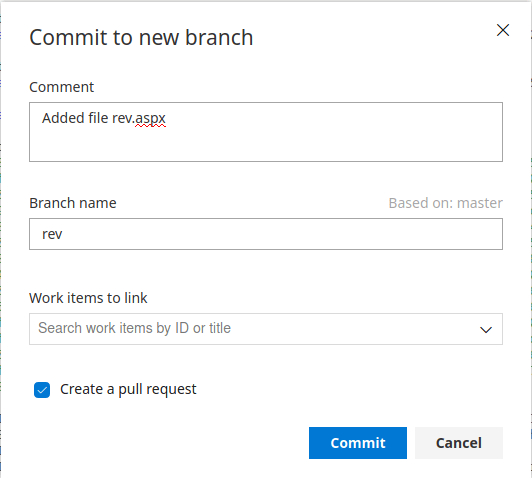 Commit to new branch
Comment
Added file rev.aspx
Branch name
Based on: master
rev
Work items to link
Search work items by ID or title
Create a pull request
Commit
Cancel